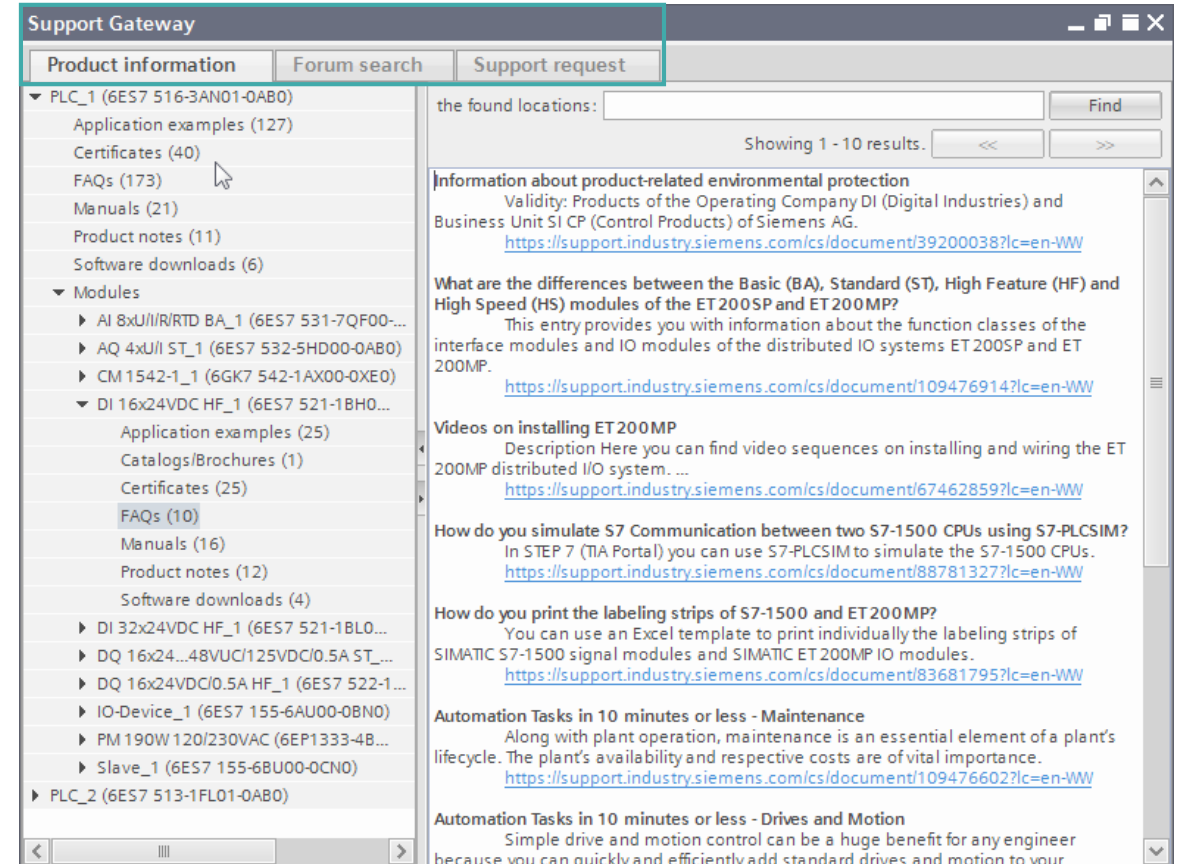 Support Gateway
Product information
Forum search
Support request
PLC_1 (6ES7 516-3AN01-0AB0)
Application examples (127)
Certificates (40)
FAQs (173)
Manuals (21)
Product notes (11)
Software downloads (6)
Modules
AI 8xU/I/R/RTD BA_1 (6ES7 531-7QF00-...
AQ 4xU/I ST_1 (6ES7 532-5HD00-0AB0)
CM 1542-1_1 (6GK7 542-1AX00-0XE0)
DI 16x24VDC HF_1 (6ES7 521-1BH0...
Application examples (25)
Catalogs/Brochures (1)
Certificates (25)
FAQs (10)
Manuals (16)
Product notes (12)
Software downloads (4)
DI 32x24VDC HF_1 (6ES7 521-1BL0...
DQ 16x24...48VUC/125VDC/0.5A ST_...
DQ 16x24VDC/0.5A HF_1 (6ES7 522-1...
IO-Device_1 (6ES7 155-6AU00-0BN0)
PM 190W 120/230VAC (6EP1333-4B...
Slave_1 (6ES7 155-6BU00-0CN0)
PLC_2 (6ES7 513-1FL01-0AB0)
the found locations:
Find
Showing 1 - 10 results.
<<
>>
Information about product-related environmental protection
Validity: Products of the Operating Company DI (Digital Industries) and
Business Unit SI CP (Control Products) of Siemens AG.
https://support.industry.siemens.com/cs/document/39200038?lc=en-WW
What are the differences between the Basic (BA), Standard (ST), High Feature (HF) and
High Speed (HS) modules of the ET 200SP and ET 200MP?
This entry provides you with information about the function classes of the
interface modules and IO modules of the distributed IO systems ET 200SP and ET
200MP.
https://support.industry.siemens.com/cs/document/109476914?lc=en-WW
Videos on installing ET 200MP
Description Here you can find video sequences on installing and wiring the ET
200MP distributed I/O system. ...
https://support.industry.siemens.com/cs/document/67462859?lc=en-WW
How do you simulate S7 Communication between two S7-1500 CPUs using S7-PLCSIM?
In STEP 7 (TIA Portal) you can use S7-PLCSIM to simulate the S7-1500 CPUs.
https://support.industry.siemens.com/cs/document/88781327?lc=en-WW
How do you print the labeling strips of S7-1500 and ET 200MP?
You can use an Excel template to print individually the labeling strips of
SIMATIC S7-1500 signal modules and SIMATIC ET 200MP IO modules.
https://support.industry.siemens.com/cs/document/83681795?lc=en-WW
Automation Tasks in 10 minutes or less - Maintenance
Along with plant operation, maintenance is an essential element of a plant’s
lifecycle. The plant’s availability and respective costs are of vital importance.
https://support.industry.siemens.com/cs/document/109476602?lc=en-WW
Automation Tasks in 10 minutes or less - Drives and Motion
Simple drive and motion control can be a huge benefit for any engineer
because you can quickly and efficiently add standard drives and motion to your